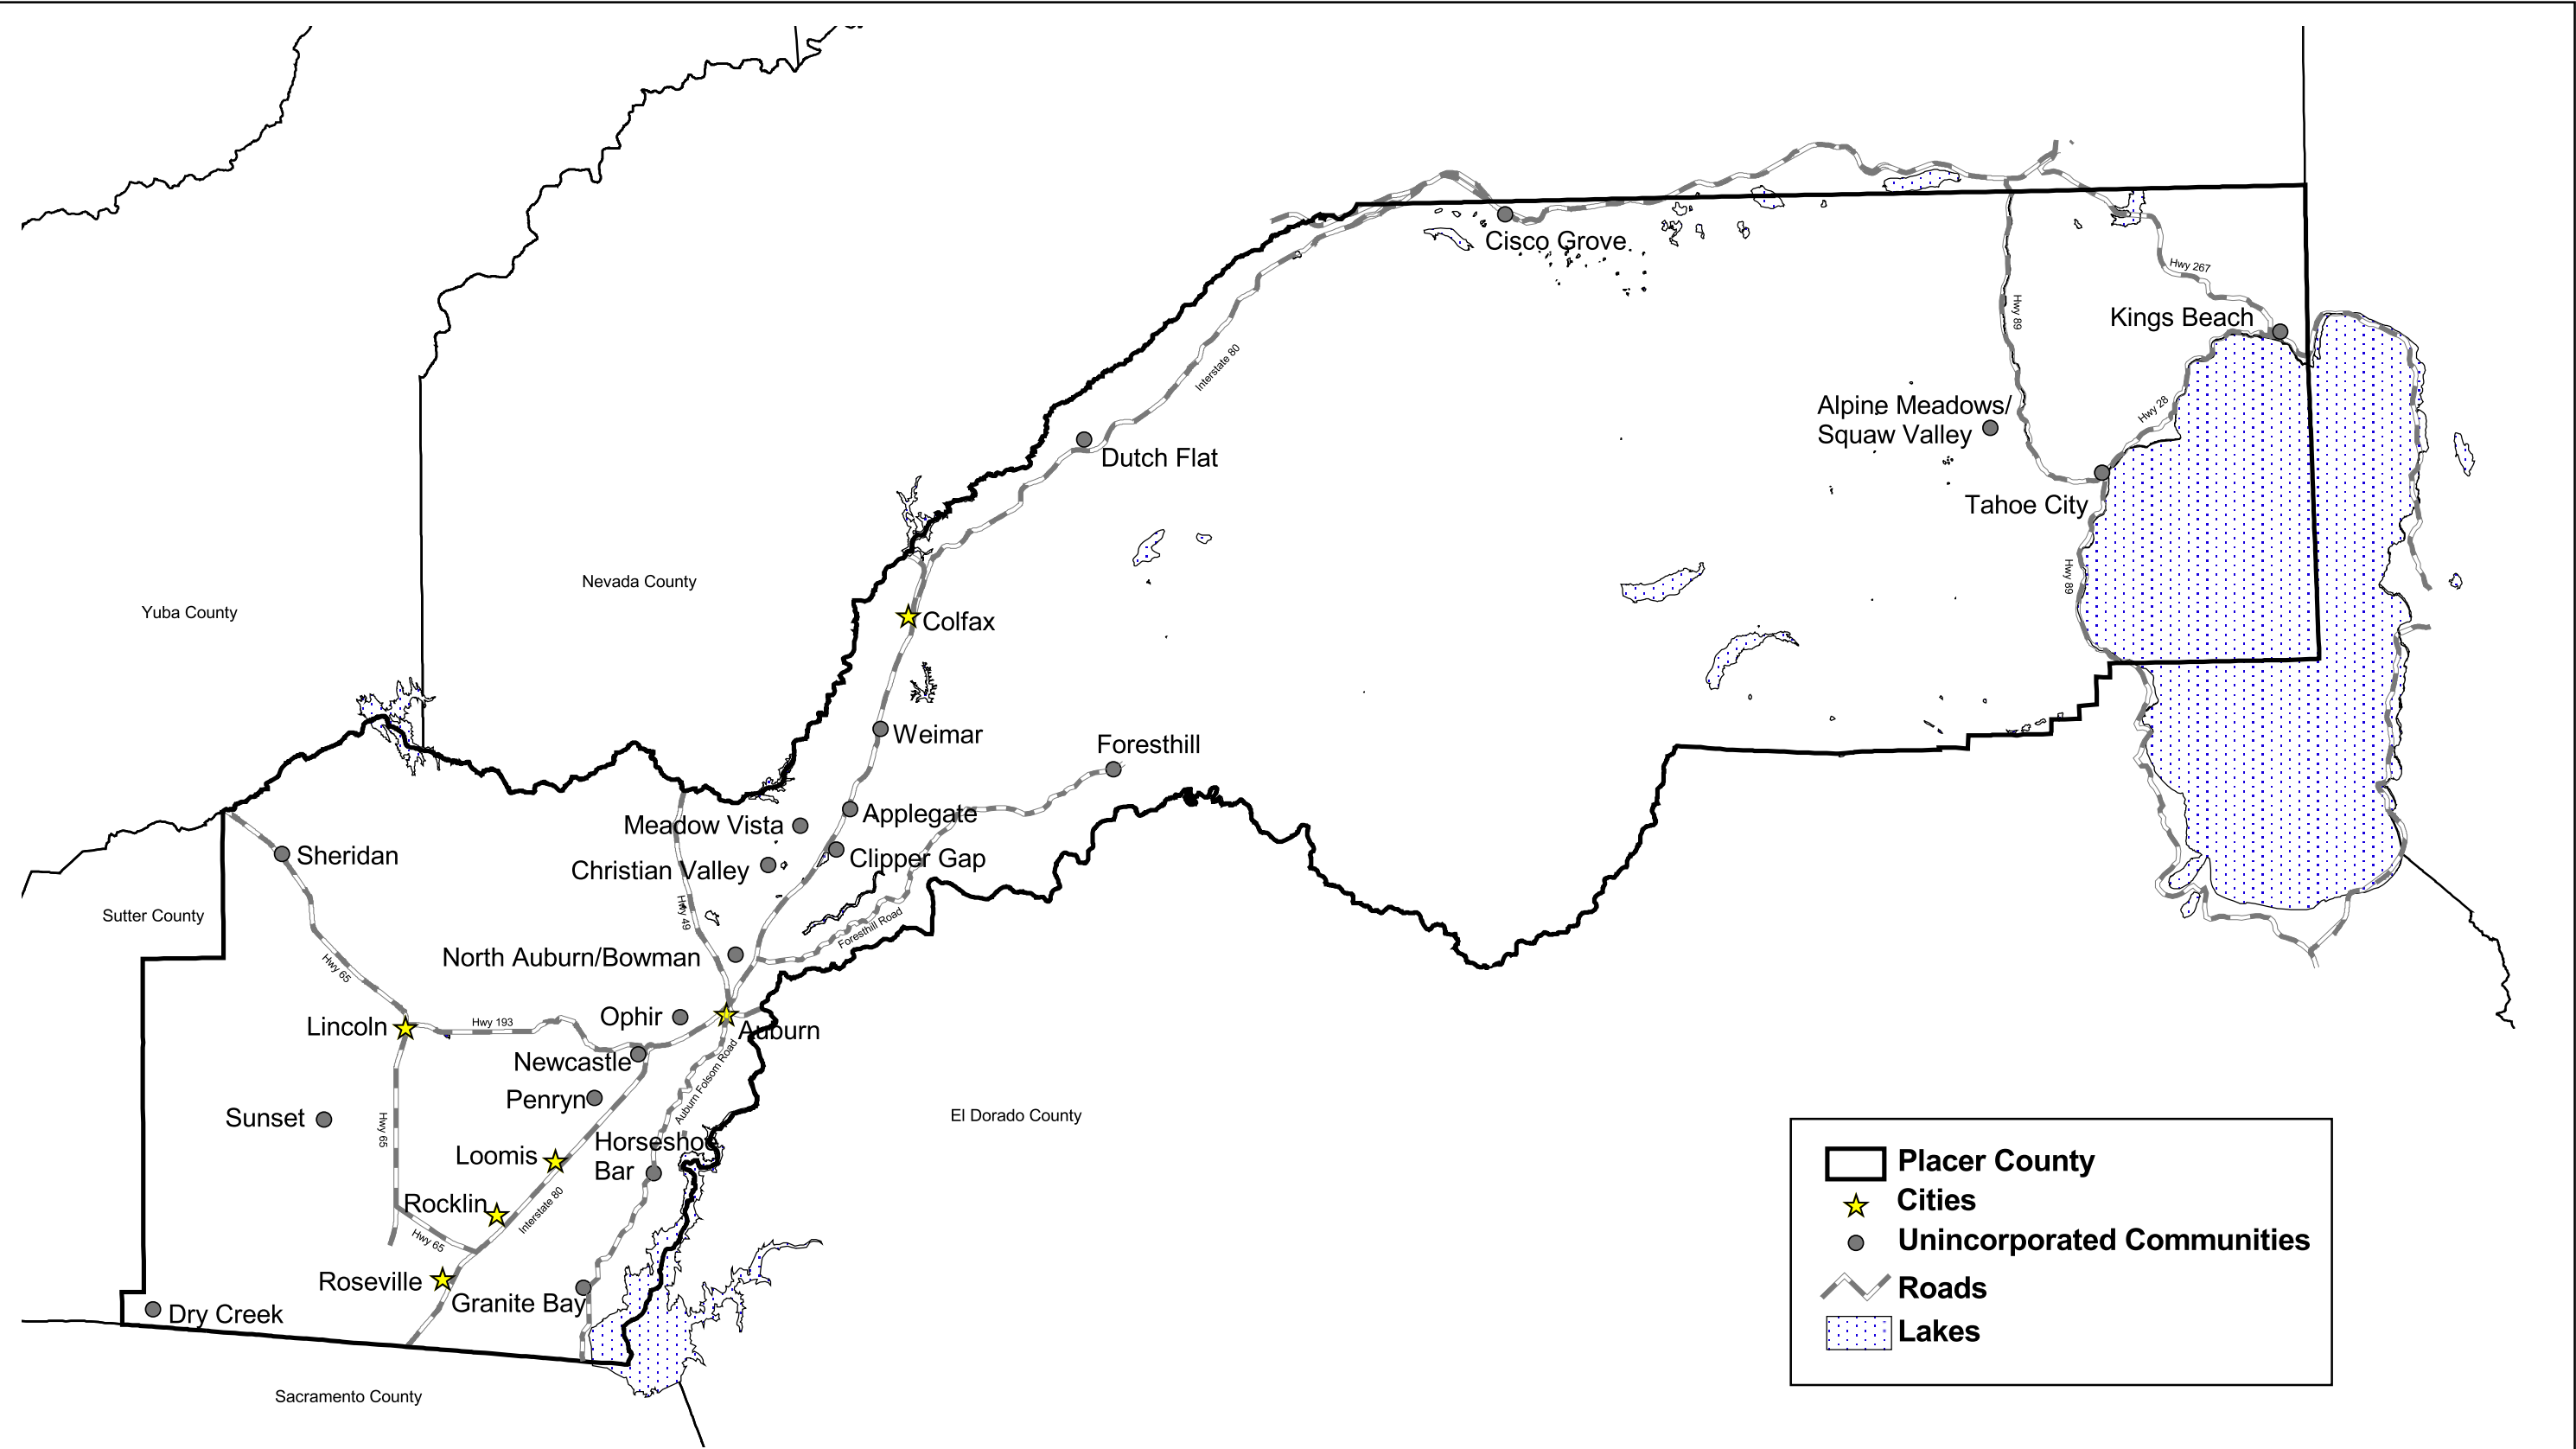 Cisco Grove
Hwy 267
Kings Beach
Hwy 89
Interstate 80
Alpine Meadows/
Squaw Valley
Hwy 28
Dutch Flat
Tahoe City
Nevada County
Yuba County
Hwy 89
Colfax
Weimar
Foresthill
Applegate
Meadow Vista
Sheridan
Clipper Gap
Christian Valley
Sutter County
Hwy 49
Foresthill Road
North Auburn/Bowman
Hwy 65
Ophir
Lincoln
Hwy 193
Auburn
Newcastle
Auburn Folsom Road
Penryn
Sunset
Hwy 65
El Dorado County
Horseshoe
Bar
Loomis
Rocklin
Interstate 80
Hwy 65
Roseville
Granite Bay
Dry Creek
Sacramento County
Placer County
Cities
Unincorporated Communities
Roads
Lakes